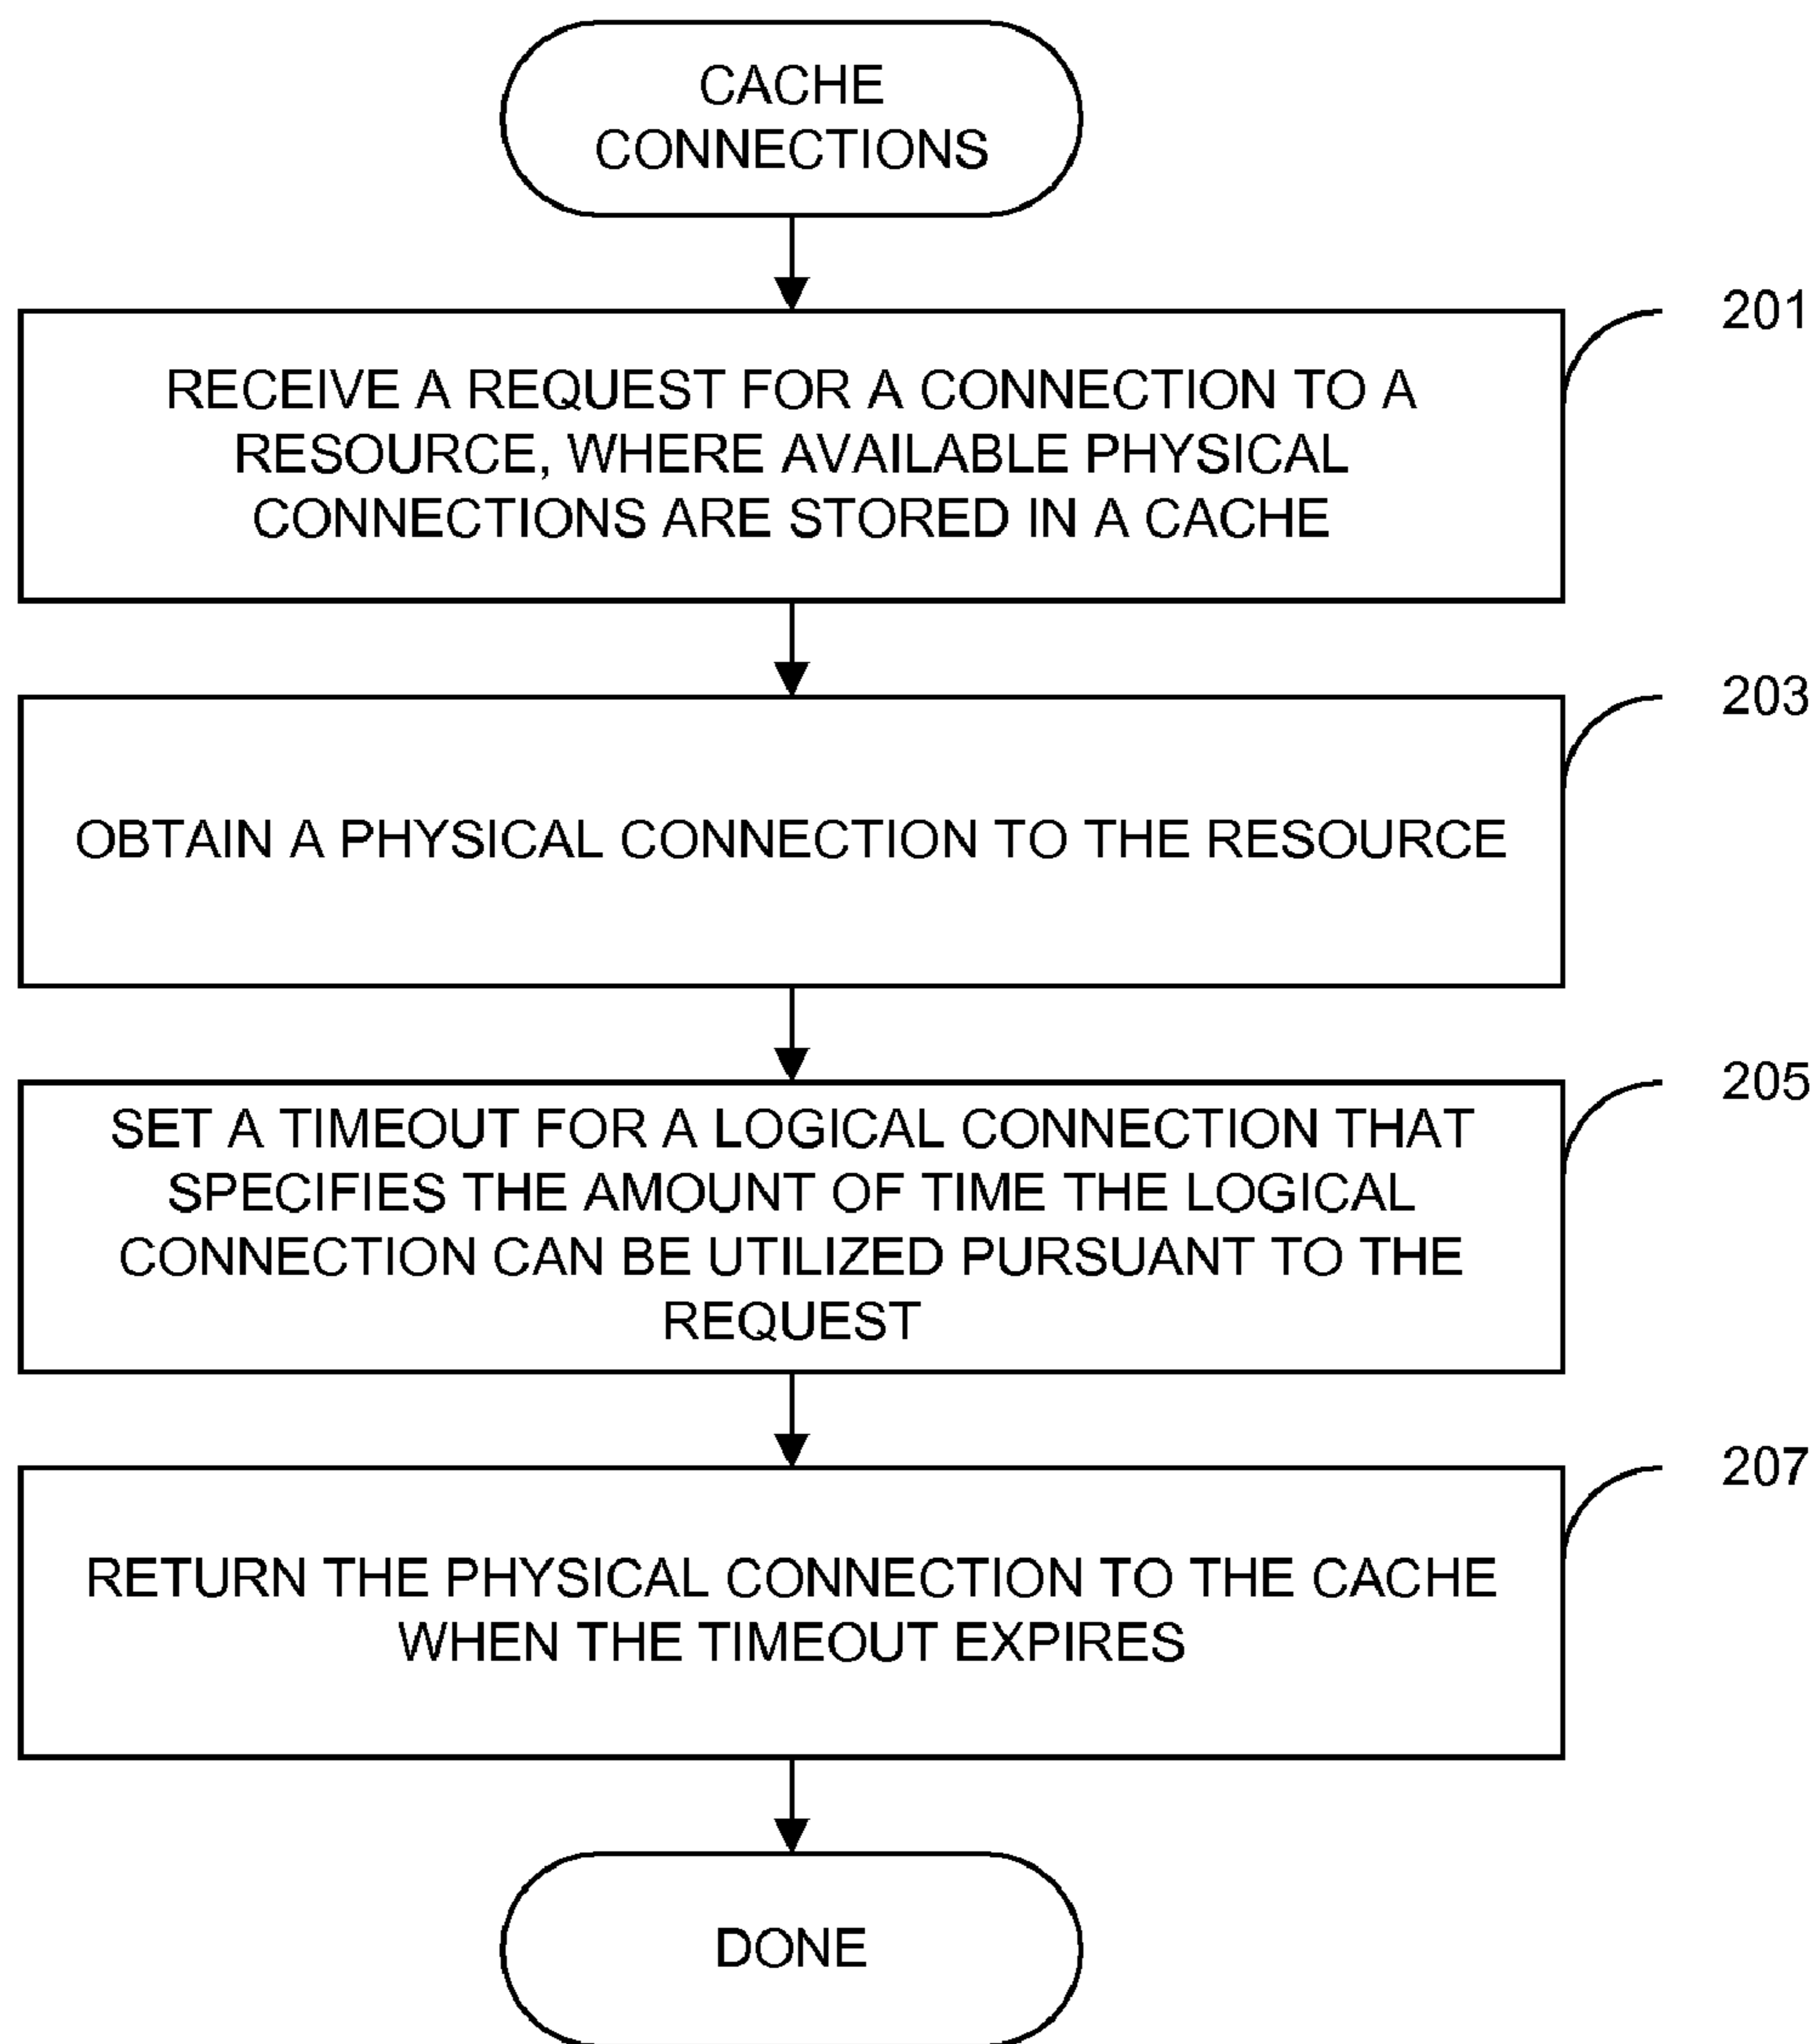 CACHE
CONNECTIONS
201
RECEIVE A REQUEST FOR A CONNECTION TO A
RESOURCE, WHERE AVAILABLE PHYSICAL
CONNECTIONS ARE STORED IN A CACHE
203
OBTAIN A PHYSICAL CONNECTION TO THE RESOURCE
205
SET A TIMEOUT FOR A LOGICAL CONNECTION THAT
SPECIFIES THE AMOUNT OF TIME THE LOGICAL
CONNECTION CAN BE UTILIZED PURSUANT TO THE
REQUEST
207
RETURN THE PHYSICAL CONNECTION TO THE CACHE
WHEN THE TIMEOUT EXPIRES
DONE